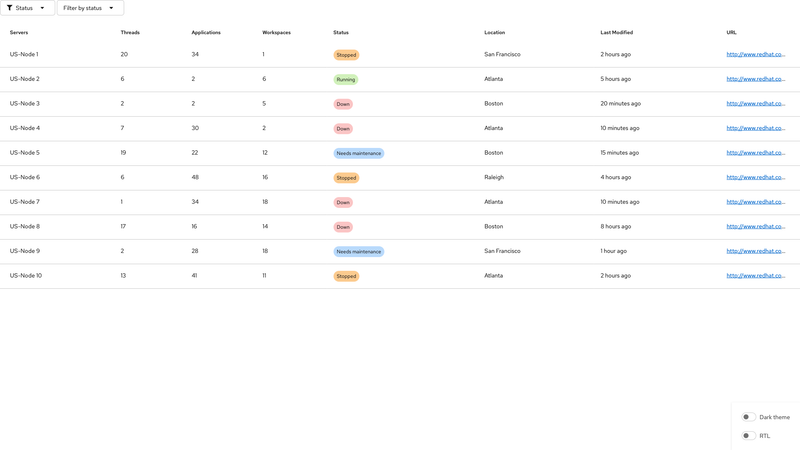 Status Filter by status
Servers Threads Applications Workspaces Status Location Last Modified URL
US-Node 1 20 34 1 Stopped San Francisco 2 hours ago http://www.redhat.co...
US-Node 2 6 2 6 Running Atlanta 5 hours ago http://www.redhat.co...
US-Node 3 2 2 5 Down Boston 20 minutes ago http://www.redhat.co...
US-Node 4 7 30 2 Down Atlanta 10 minutes ago http://www.redhat.co...
US-Node 5 19 22 12 Needs maintenance Boston 15 minutes ago http://www.redhat.co...
US-Node 6 6 48 16 Stopped Raleigh 4 hours ago http://www.redhat.co...
US-Node 7 1 34 18 Down Atlanta 10 minutes ago http://www.redhat.co...
US-Node 8 17 16 14 Down Boston 8 hours ago http://www.redhat.co...
US-Node 9 2 28 18 Needs maintenance San Francisco 1 hour ago http://www.redhat.co...
US-Node 10 13 41 11 Stopped Atlanta 2 hours ago http://www.redhat.co...
Dark theme
RTL